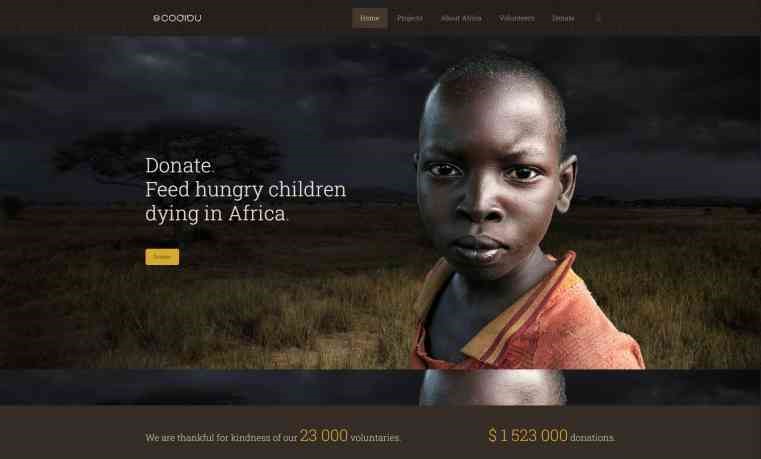 ecodidu
Home Projects About Africa Volunteers Donate
Donate.
Feed hungry children
dying in Africa.
Donate
We are thankful for kindness of our 23 000 voluntaries.
$ 1 523 000 donations.